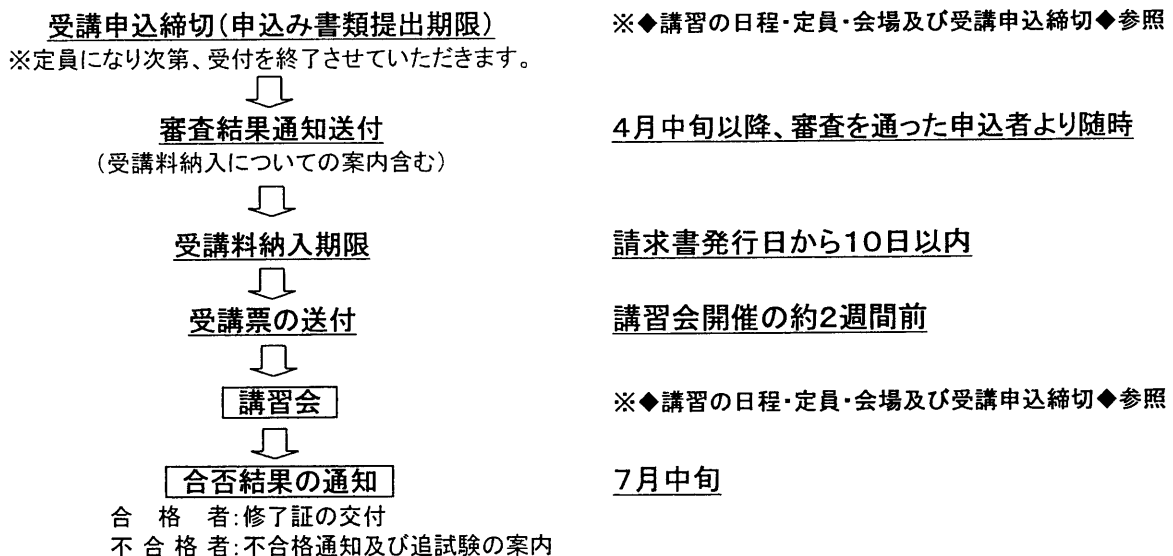 受講申込締切(申込み書類提出期限) ※◆講習の日程・定員・会場及び受講申込締切◆参照
※定員になり次第、受付を終了させていただきます。
審査結果通知送付 4月中旬以降、審査を通った申込者より随時
(受講料納入についての案内含む)
受講料納入期限 請求書発行日から10日以内
受講票の送付 講習会開催の約2週間前
講習会 ※◆講習の日程・定員・会場及び受講申込締切◆参照
合否結果の通知 7月中旬
合格者:修了証の交付
不合格者:不合格通知及び追試験の案内